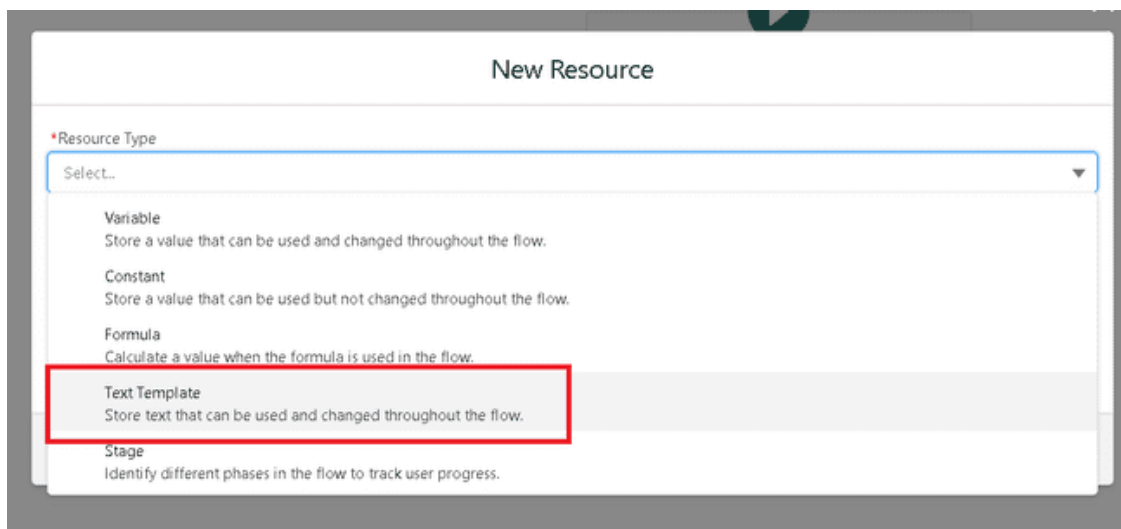 New Resource
*Resource Type
Select...
Variable
Store a value that can be used and changed throughout the flow.
Constant
Store a value that can be used but not changed throughout the flow.
Formula
Calculate a value when the formula is used in the flow.
Text Template
Store text that can be used and changed throughout the flow.
Stage
Identify different phases in the flow to track user progress.